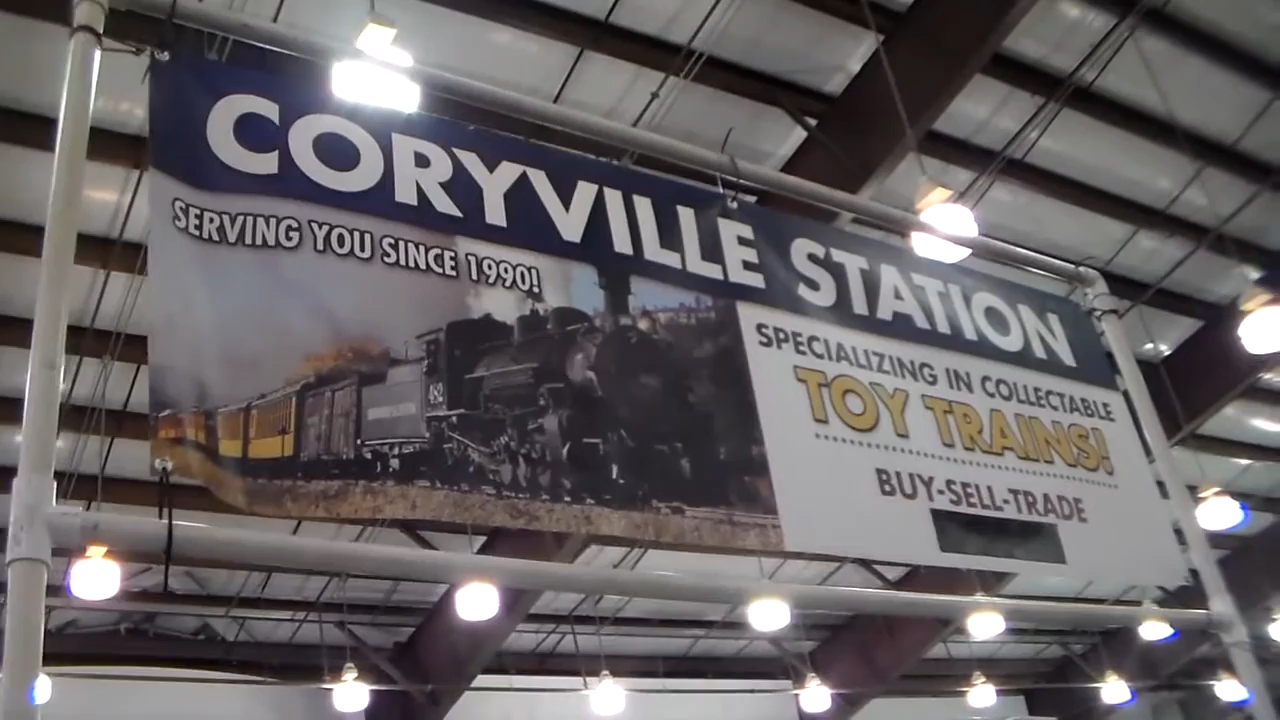 CORYVILLE STATION
SERVING YOU SINCE 1990!
SPECIALIZING IN COLLECTABLE
TOY TRAINS!
BUY-SELL-TRADE